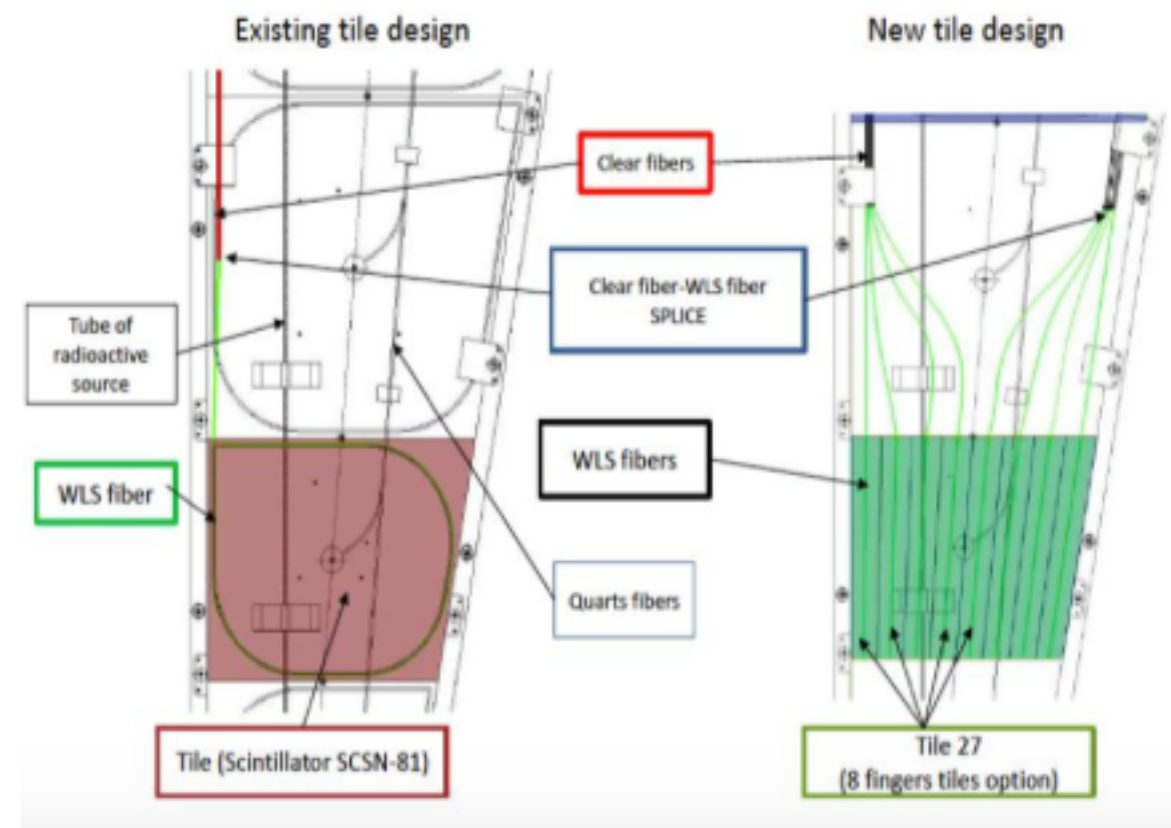 Existing tile design
New tile design
Clear fibers
Clear fiber-WLS fiber
SPLICE
Tube of
radioactive
source
WLS fibers
WLS fiber
Quarts fibers
Tile (Scintillator SCSN-81)
Tile 27
(8 fingers tiles option)